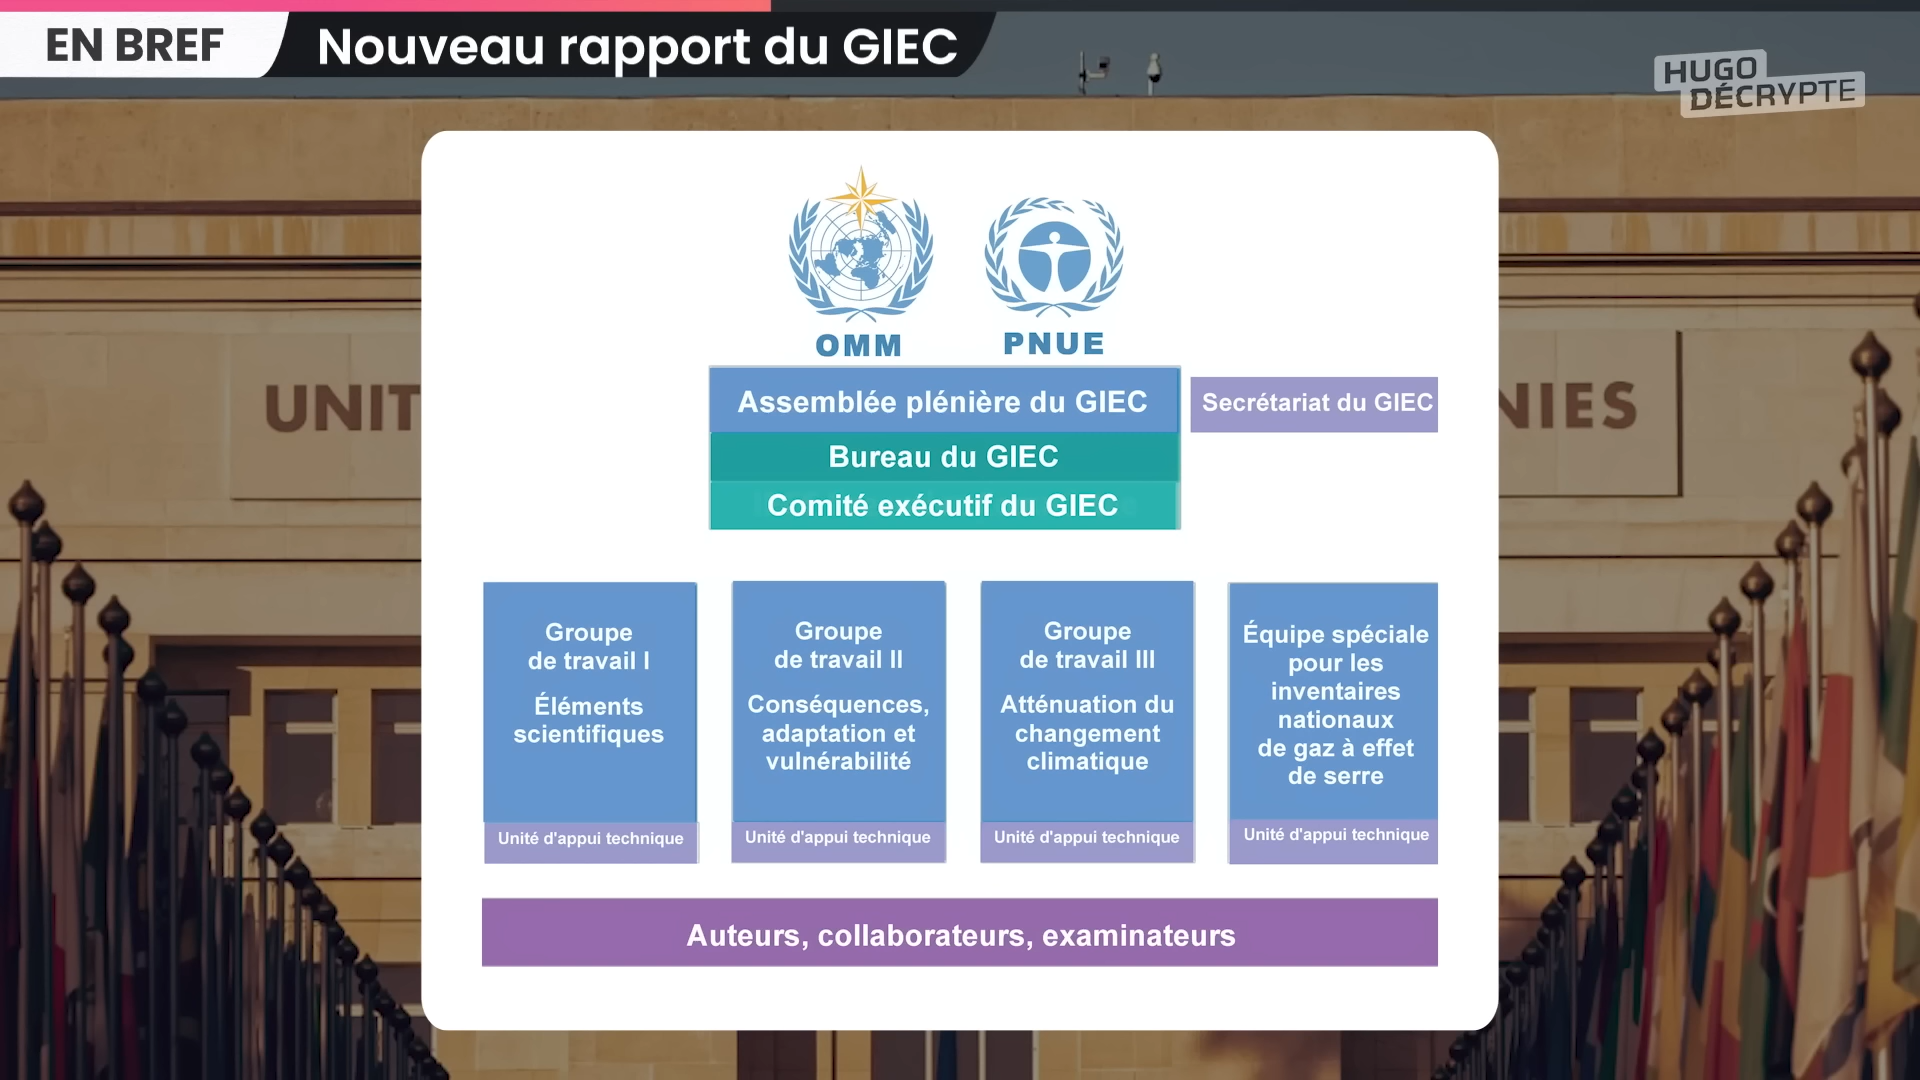 EN BREF
Nouveau rapport du GIEC
HUGO
DÉCRYPTE
UNIT
NIES
OMM
PNUE
Assemblée plénière du GIEC
Secrétariat du GIEC
Bureau du GIEC
Comité exécutif du GIEC
Groupe
de travail I
Éléments
scientifiques
Unité d'appui technique
Groupe
de travail II
Conséquences,
adaptation et
vulnérabilité
Unité d'appui technique
Groupe
de travail III
Atténuation du
changement
climatique
Unité d'appui technique
Équipe spéciale
pour les
inventaires
nationaux
de gaz à effet
de serre
Unité d'appui technique
Auteurs, collaborateurs, examinateurs